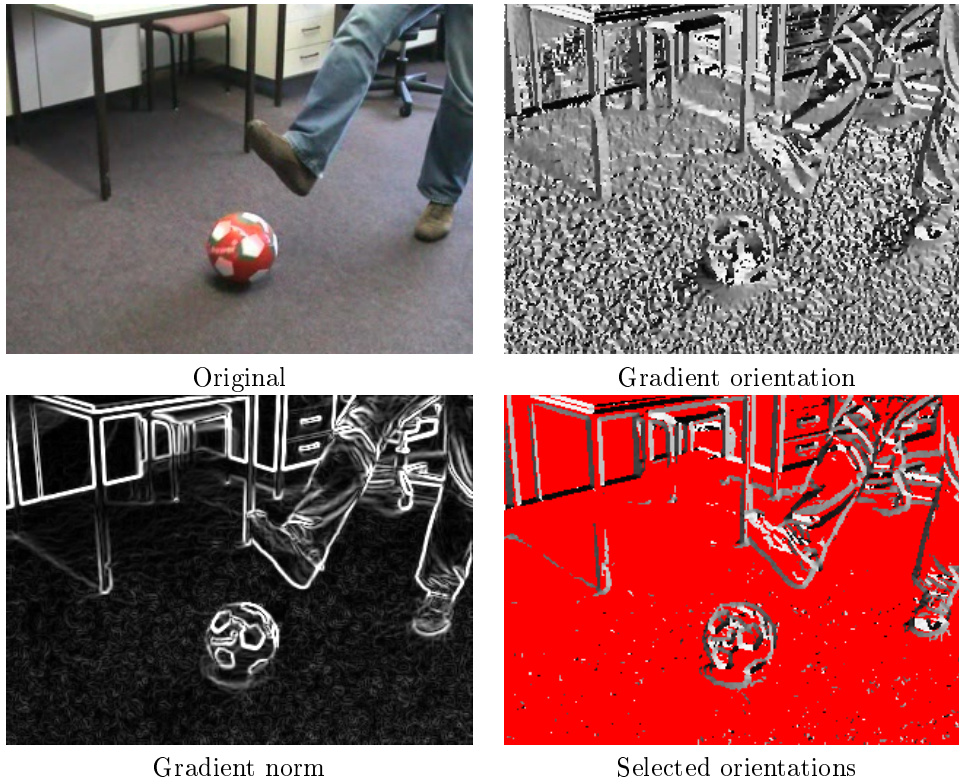 Original
Gradient orientation
Gradient norm
Selected orientations